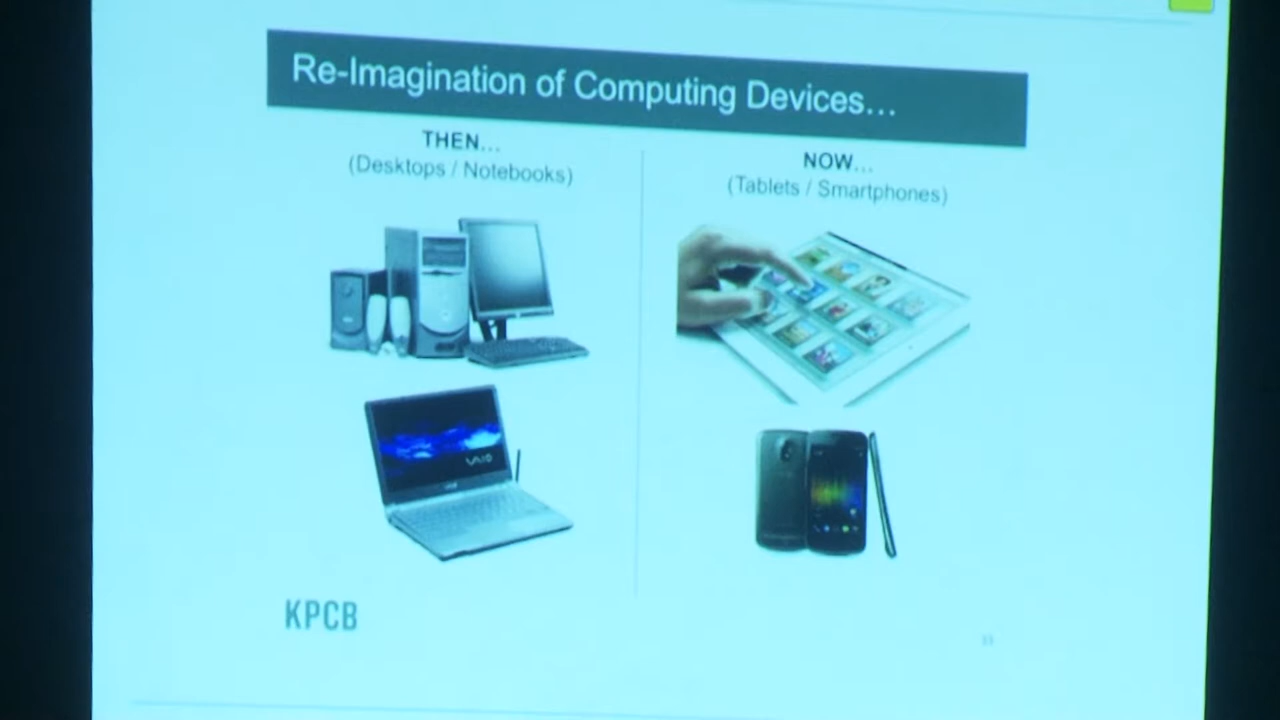 Re-Imagination of Computing Devices...
THEN...
(Desktops / Notebooks)
NOW...
(Tablets / Smartphones)
VAIO
KPCB